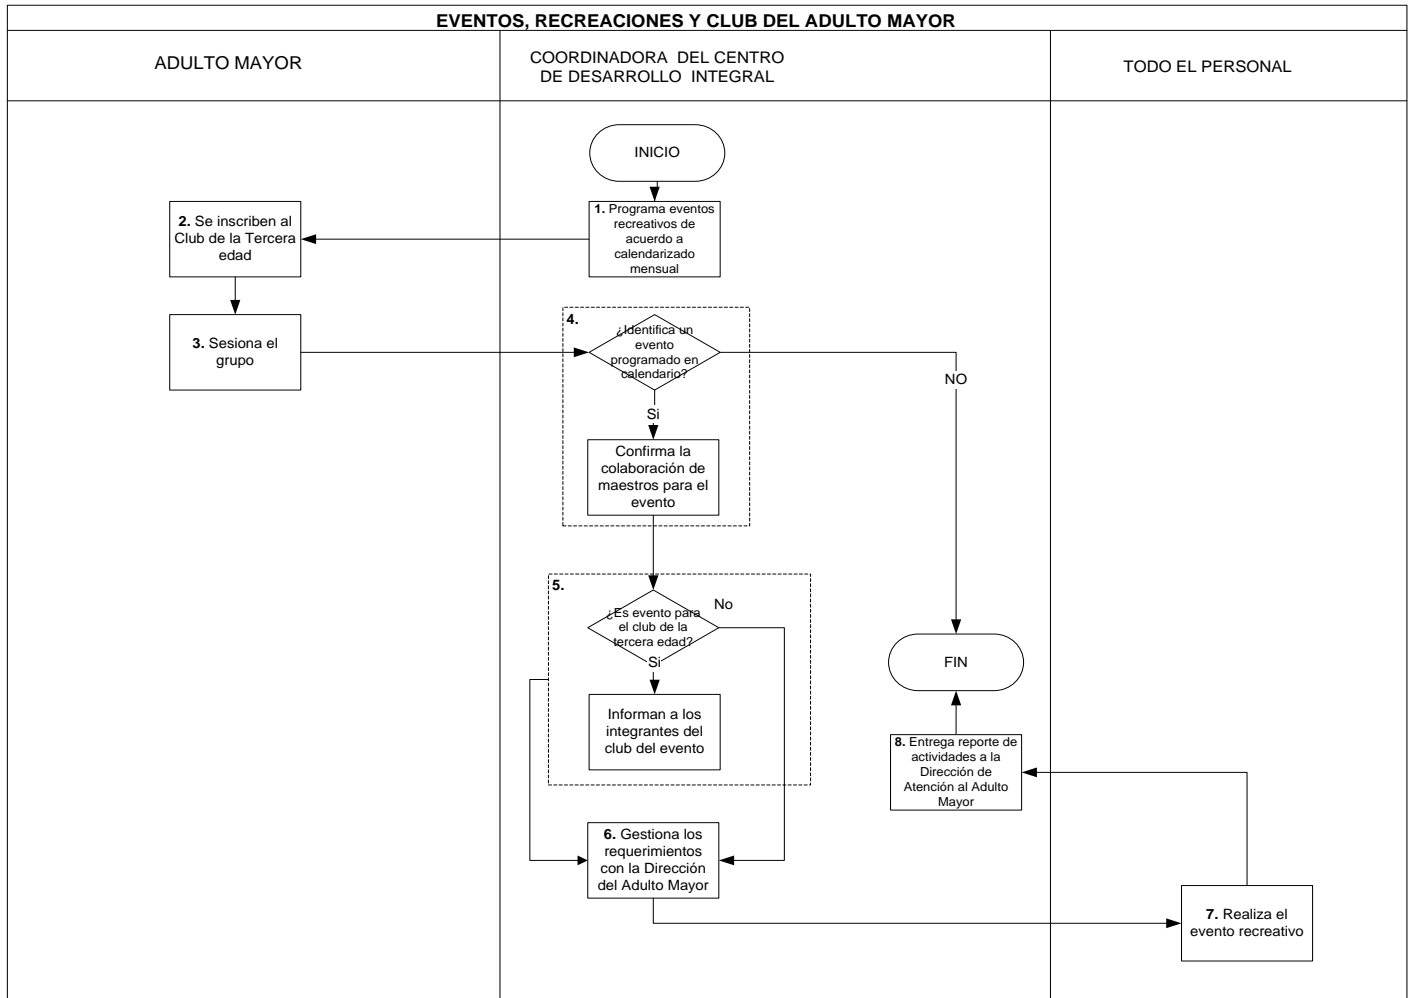 EVENTOS, RECREACIONES Y CLUB DEL ADULTO MAYOR
ADULTO MAYOR
COORDINADORA DEL CENTRO
DE DESARROLLO INTEGRAL
TODO EL PERSONAL
INICIO
1. Programa eventos
recreativos de
acuerdo a
calendarizado
mensual
2. Se inscriben al
Club de la Tercera
edad
3. Sesiona el
grupo
4.
¿Identifica un
evento
programado en
calendario?
NO
Si
Confirma la
colaboración de
maestros para el
evento
5.
¿Es evento para
el club de la
tercera edad?
No
Si
Informan a los
integrantes del
club del evento
FIN
8. Entrega reporte de
actividades a la
Dirección de
Atención al Adulto
Mayor
6. Gestiona los
requerimientos
con la Dirección
del Adulto Mayor
7. Realiza el
evento recreativo